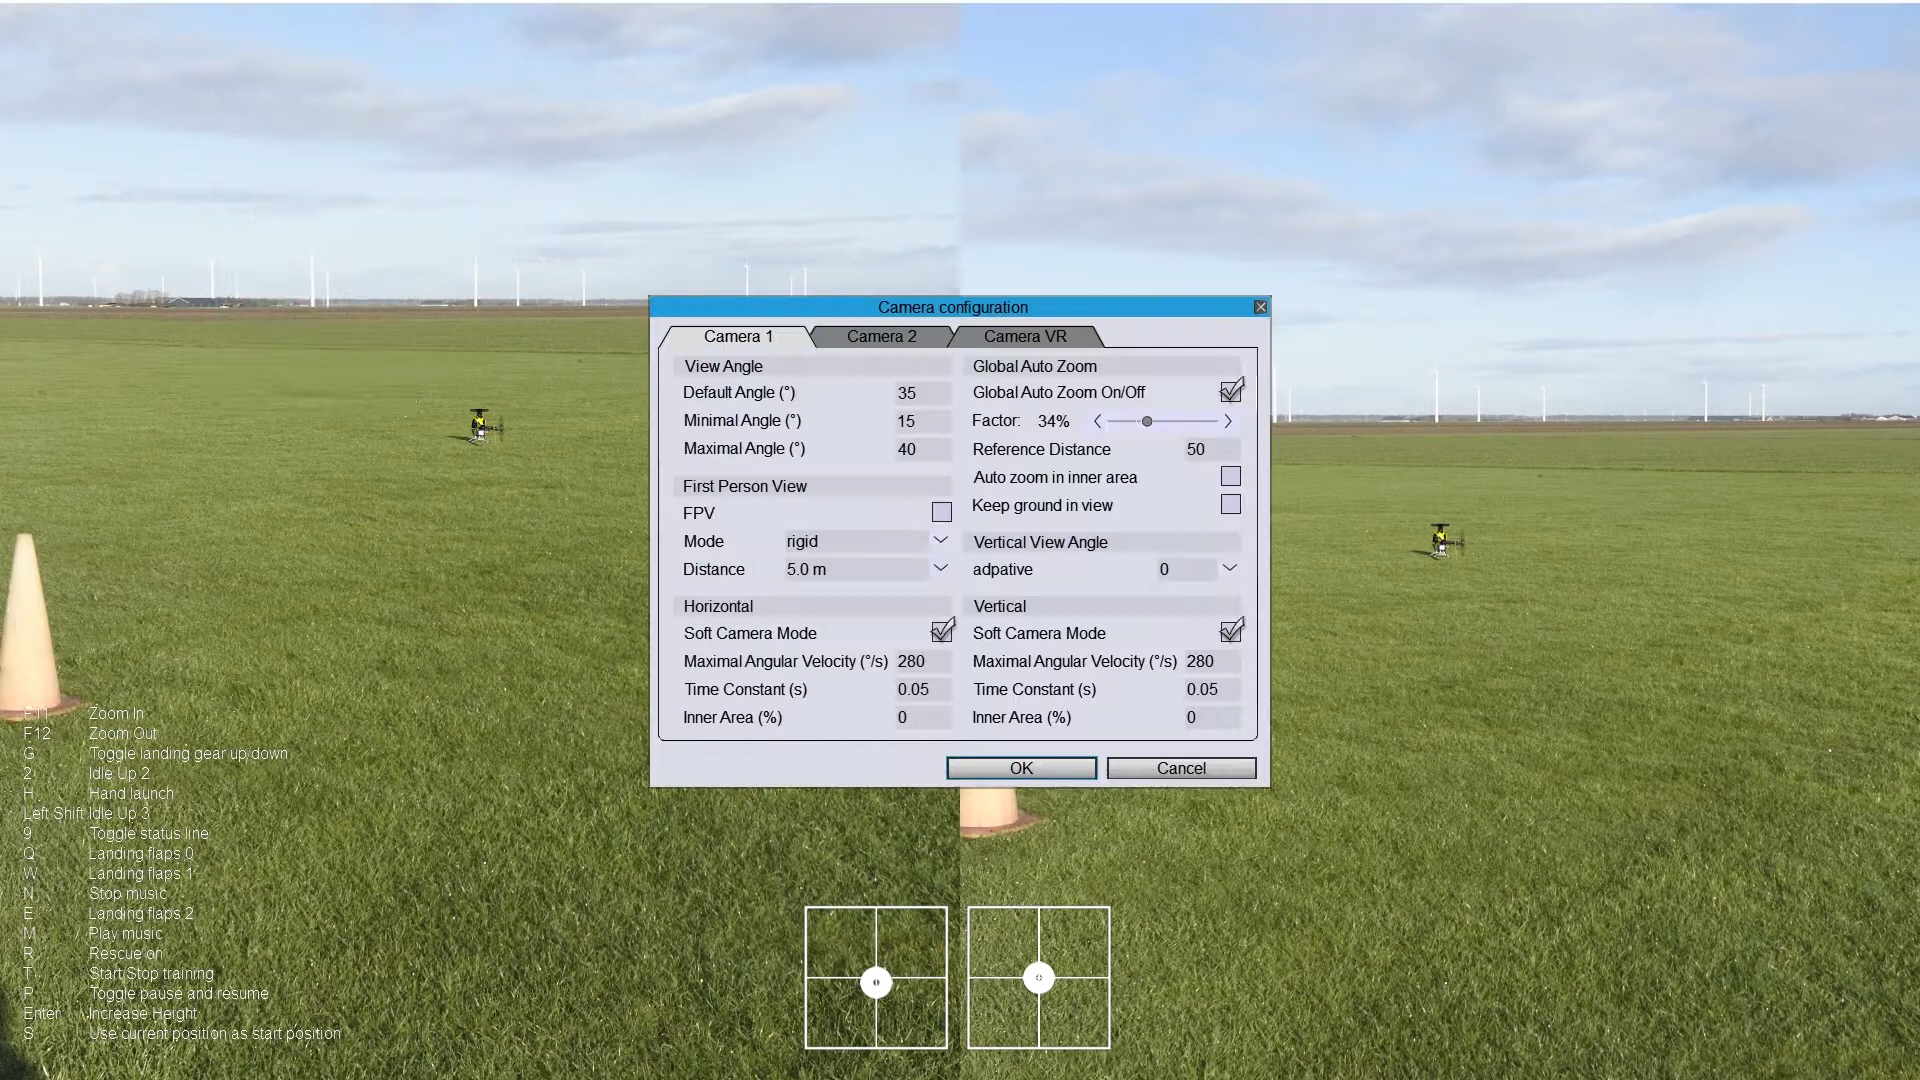 Camera configuration
Camera 1
Camera 2
Camera VR
View Angle
Default Angle (°) 35
Minimal Angle (°) 15
Maximal Angle (°) 40
First Person View
FPV
Mode rigid
Distance 5.0 m
Global Auto Zoom
Global Auto Zoom On/Off
Factor: 34%
Reference Distance 50
Auto zoom in inner area
Keep ground in view
Vertical View Angle
adpative 0
Horizontal
Soft Camera Mode
Maximal Angular Velocity (°/s) 280
Time Constant (s) 0.05
Inner Area (%) 0
Vertical
Soft Camera Mode
Maximal Angular Velocity (°/s) 280
Time Constant (s) 0.05
Inner Area (%) 0
OK
Cancel
F11 Zoom In
F12 Zoom Out
G Toggle landing gear up/down
2 Idle Up 2
H Hand launch
Left Shift Idle Up 3
9 Toggle status line
Q Landing flaps 0
W Landing flaps 1
N Stop music
E Landing flaps 2
M Play music
R Rescue on
T Start Stop training
P Toggle pause and resume
Enter Increase Height
S Use current position as start position